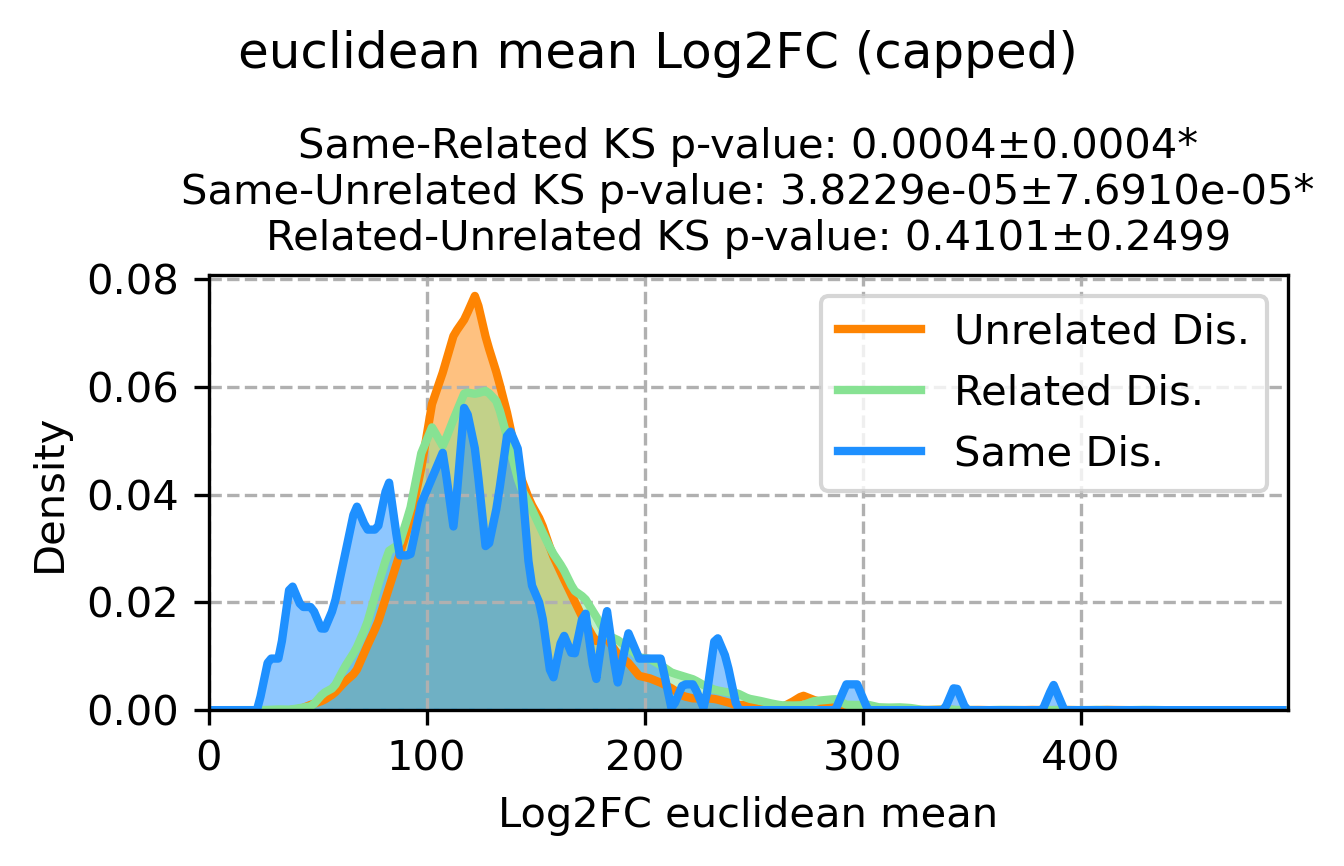 euclidean mean Log2FC (capped)
Same-Related KS p-value: 0.0004±0.0004*
Same-Unrelated KS p-value: 3.8229e-05±7.6910e-05*
Related-Unrelated KS p-value: 0.4101±0.2499
0.08
0.06
0.04
0.02
0.00
Density
Unrelated Dis.
Related Dis.
Same Dis.
0 100 200 300 400
Log2FC euclidean mean